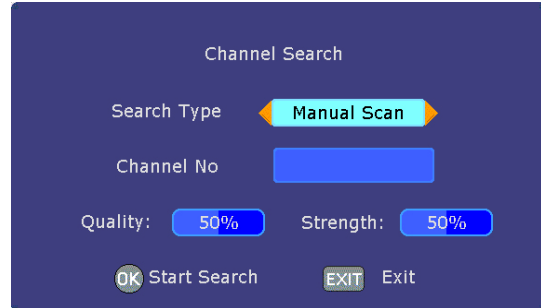 Channel Search
Search Type Manual Scan
Channel No
Quality: 50% Strength: 50%
OK Start Search EXIT Exit